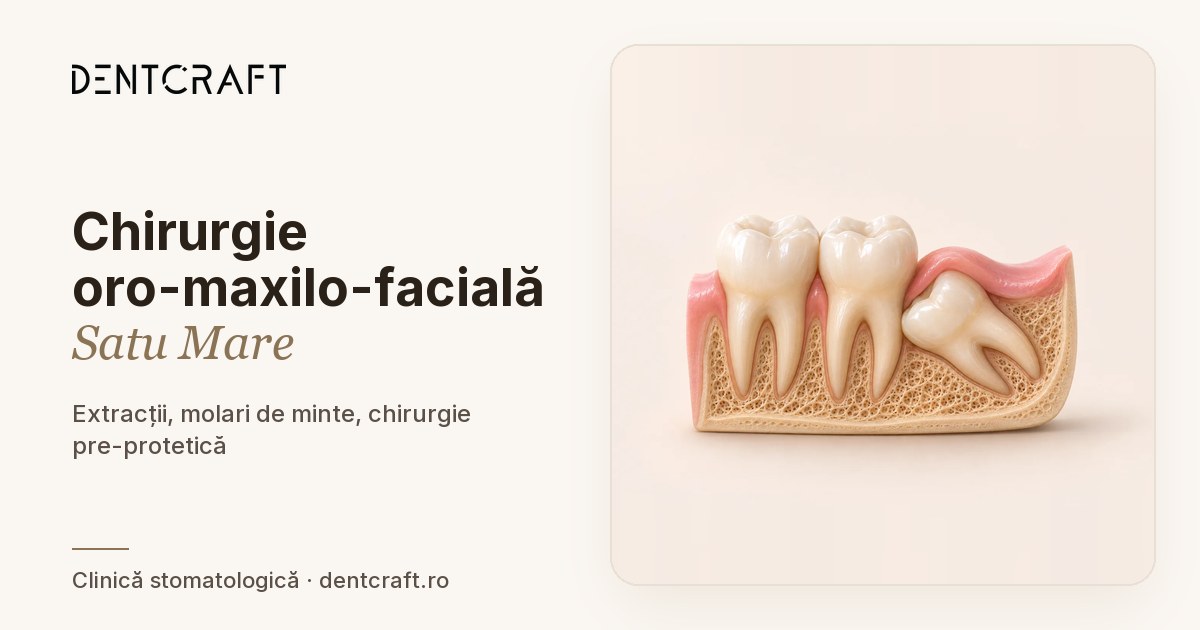 DENTCRAFT
Chirurgie
oro-maxilo-facială
Satu Mare
Extracții, molari de minte, chirurgie
pre-protetică
Clinică stomatologică · dentcraft.ro